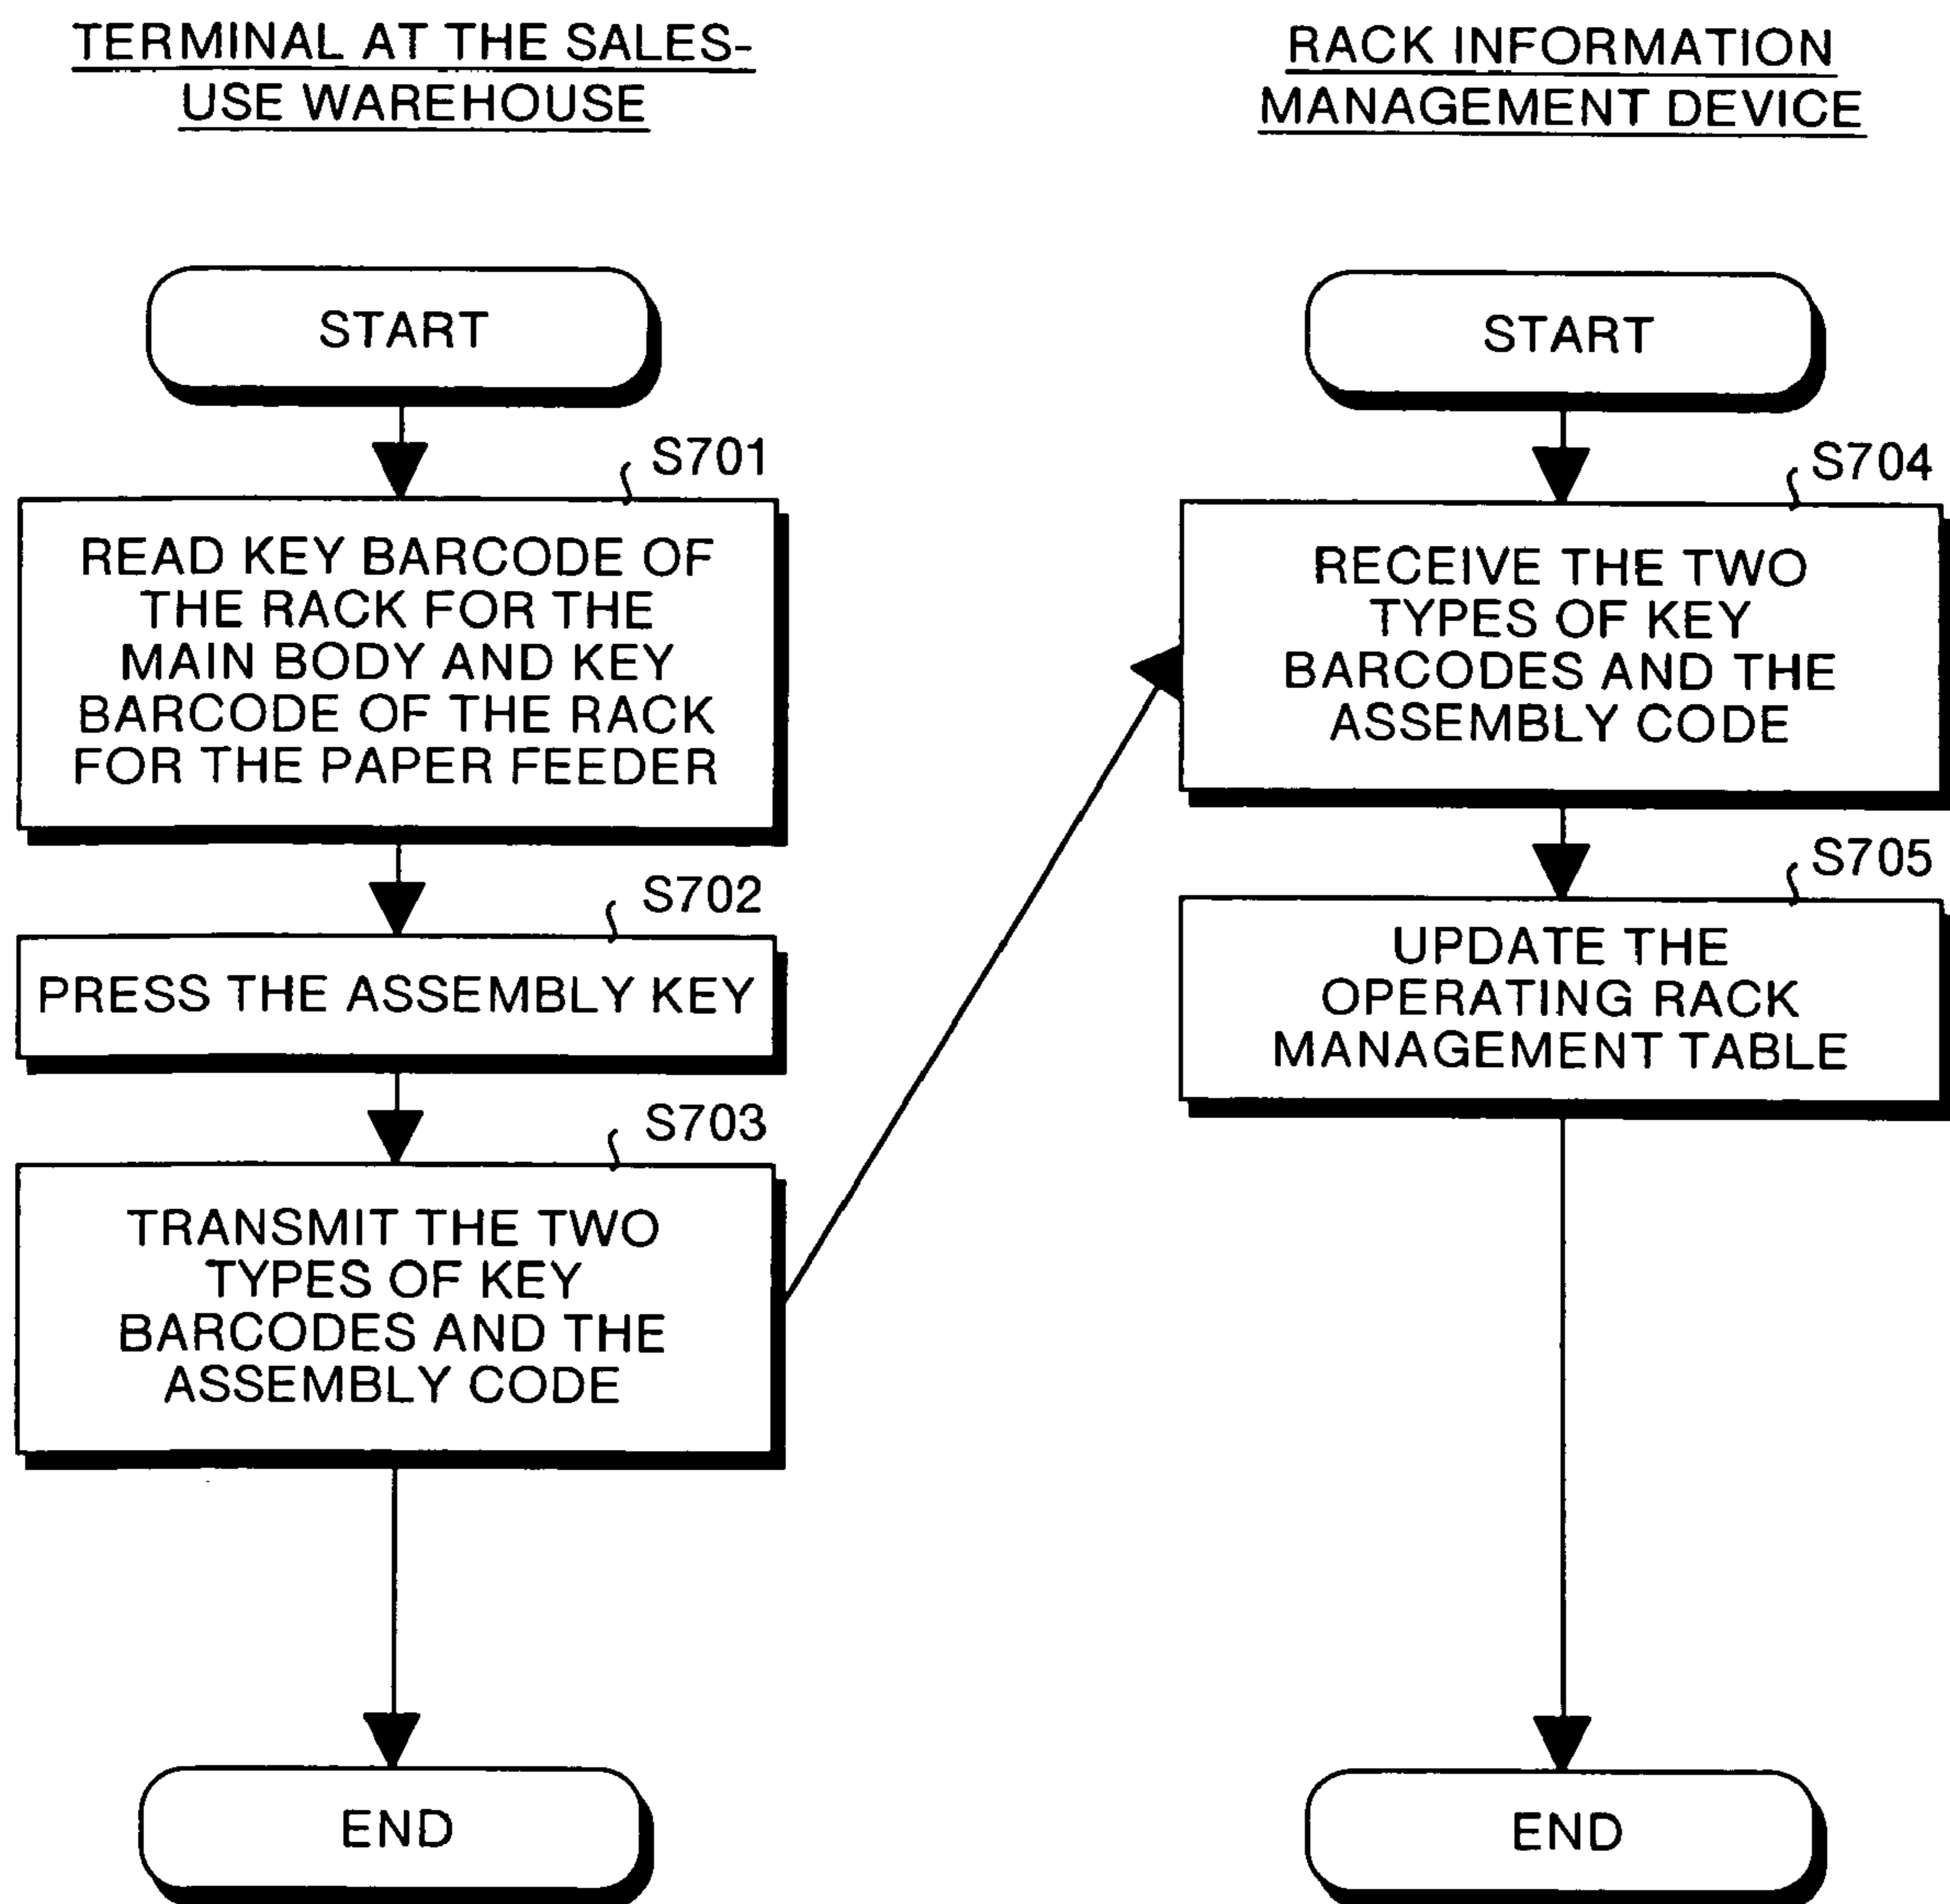 TERMINAL AT THE SALES-
USE WAREHOUSE
START
S701
READ KEY BARCODE OF
THE RACK FOR THE
MAIN BODY AND KEY
BARCODE OF THE RACK
FOR THE PAPER FEEDER
S702
PRESS THE ASSEMBLY KEY
S703
TRANSMIT THE TWO
TYPES OF KEY
BARCODES AND THE
ASSEMBLY CODE
END
RACK INFORMATION
MANAGEMENT DEVICE
START
S704
RECEIVE THE TWO
TYPES OF KEY
BARCODES AND THE
ASSEMBLY CODE
S705
UPDATE THE
OPERATING RACK
MANAGEMENT TABLE
END